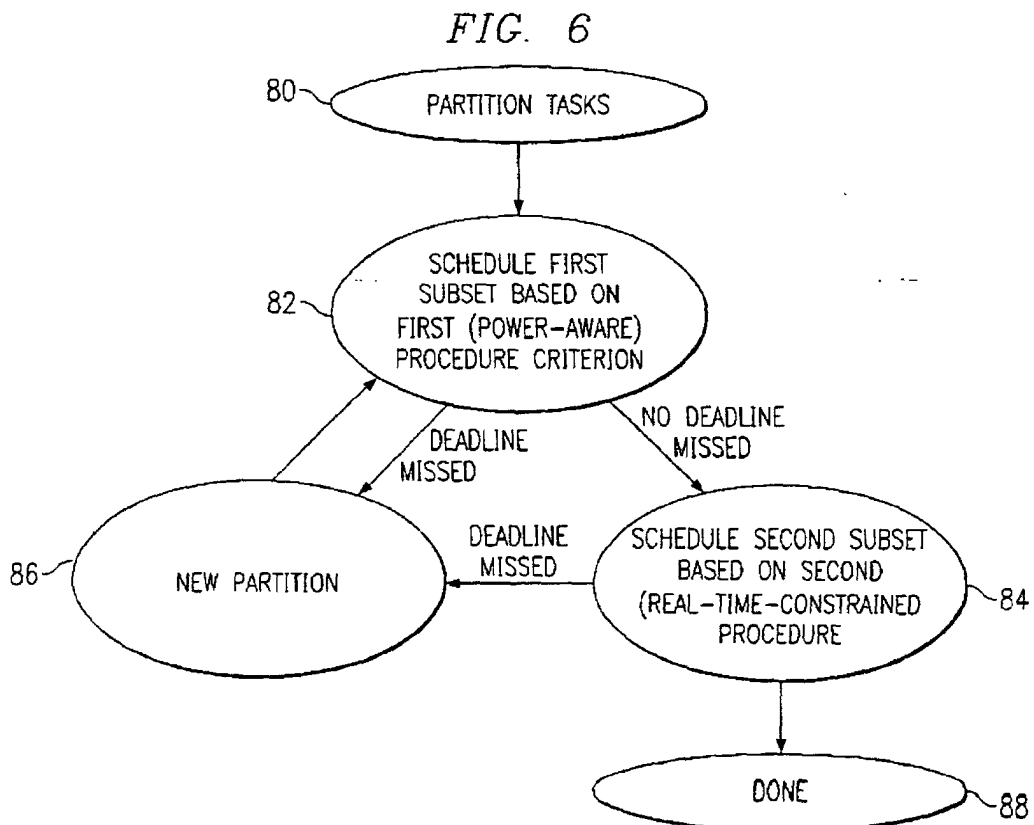 FIG. 6
80
PARTITION TASKS
82
SCHEDULE FIRST
SUBSET BASED ON
FIRST (POWER-AWARE)
PROCEDURE CRITERION
DEADLINE
MISSED
NO DEADLINE
MISSED
86
NEW PARTITION
DEADLINE
MISSED
SCHEDULE SECOND SUBSET
BASED ON SECOND
(REAL-TIME-CONSTRAINED
PROCEDURE
84
DONE
88